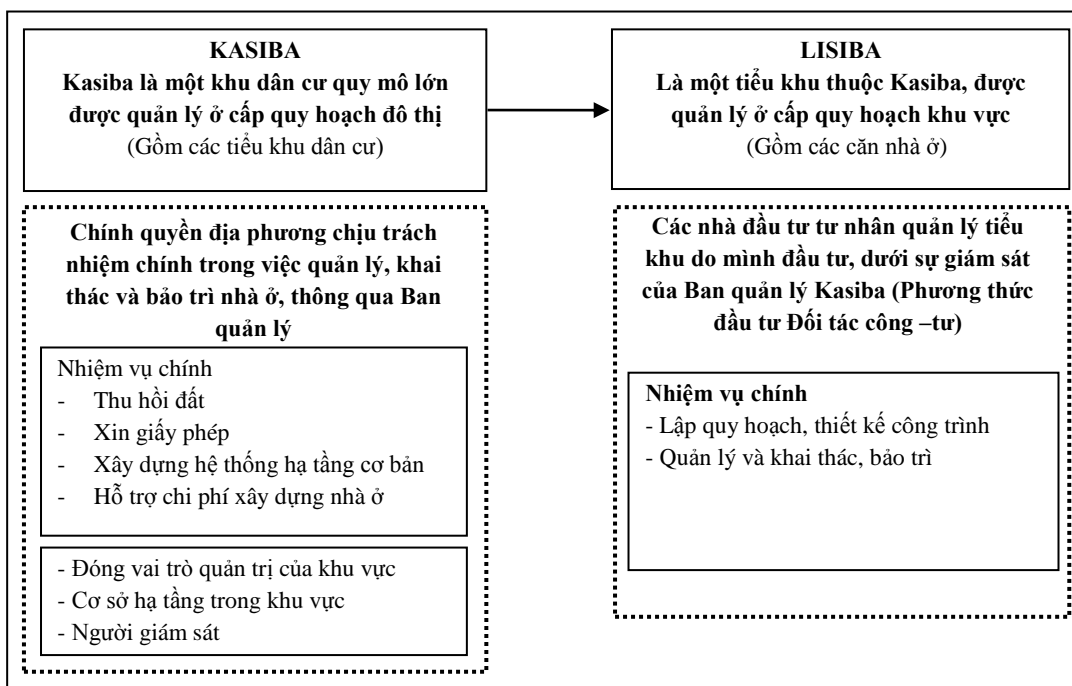 KASIBA
Kasiba là một khu dân cư quy mô lớn
được quản lý ở cấp quy hoạch đô thị
(Gồm các tiểu khu dân cư)
LISIBA
Là một tiểu khu thuộc Kasiba, được
quản lý ở cấp quy hoạch khu vực
(Gồm các căn nhà ở)
Chính quyền địa phương chịu trách
nhiệm chính trong việc quản lý, khai
thác và bảo trì nhà ở, thông qua Ban
quản lý
Nhiệm vụ chính
- Thu hồi đất
- Xin giấy phép
- Xây dựng hệ thống hạ tầng cơ bản
- Hỗ trợ chi phí xây dựng nhà ở
- Đóng vai trò quản trị của khu vực
- Cơ sở hạ tầng trong khu vực
- Người giám sát
Các nhà đầu tư tư nhân quản lý tiểu
khu do mình đầu tư, dưới sự giám sát
của Ban quản lý Kasiba (Phương thức
đầu tư Đối tác công –tư)
Nhiệm vụ chính
- Lập quy hoạch, thiết kế công trình
- Quản lý và khai thác, bảo trì